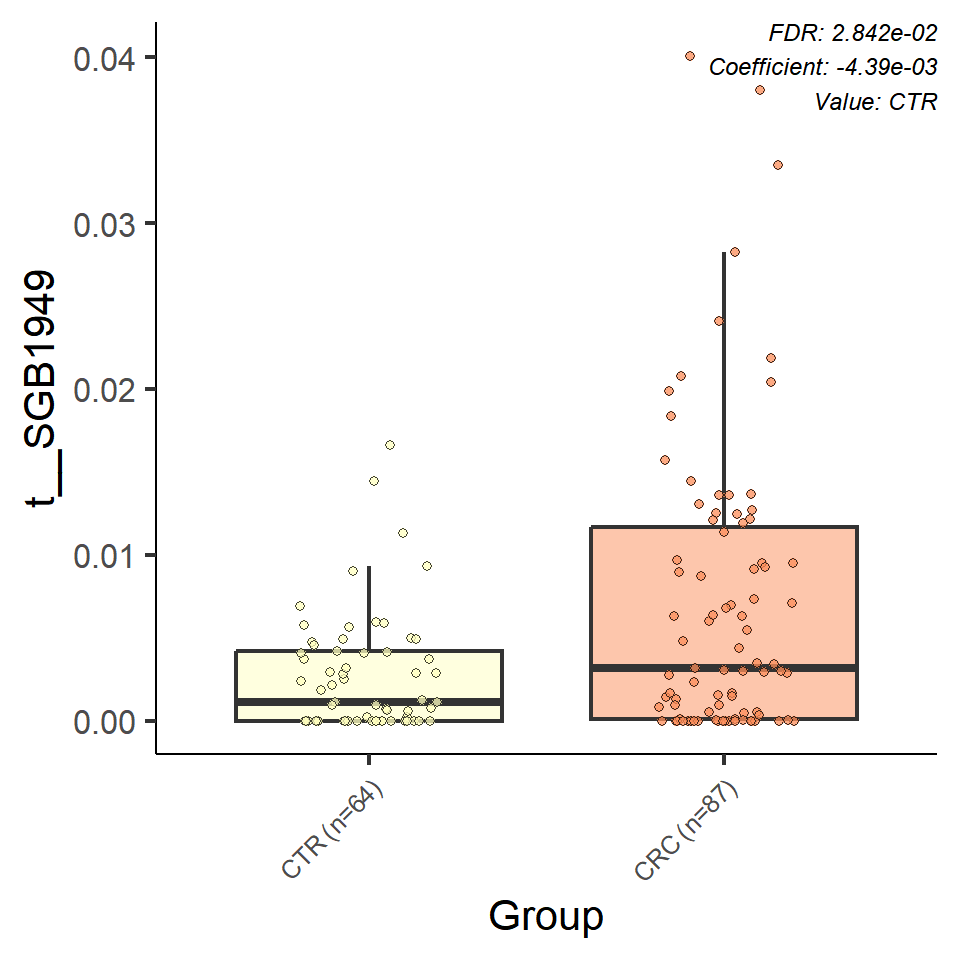 FDR: 2.842e-02
Coefficient: -4.39e-03
Value: CTR
0.04
0.03
0.02
0.01
0.00
t__SGB1949
CTR (n=64)
CRC (n=87)
Group